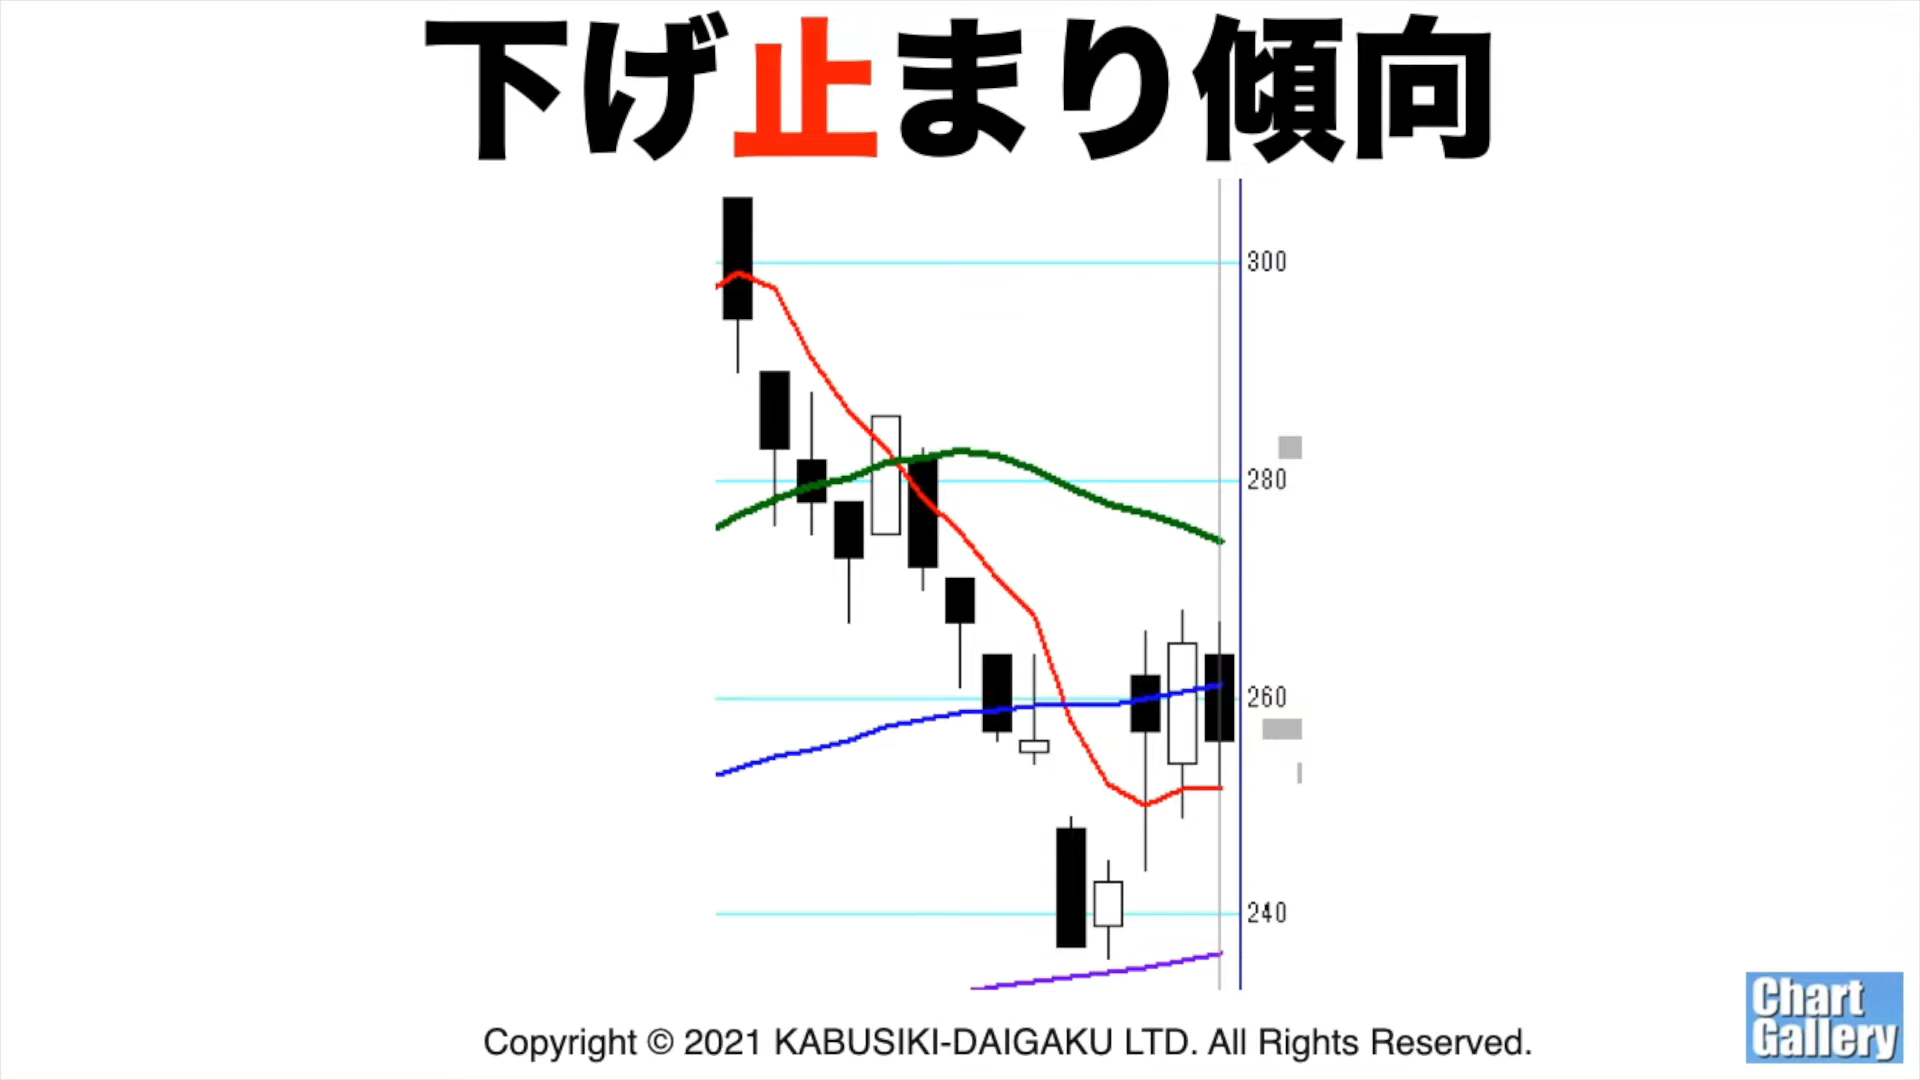 下げ止まり傾向
300
280
260
240
Copyright © 2021 KABUSIKI-DAIGAKU LTD. All Rights Reserved.
Chart
Gallery